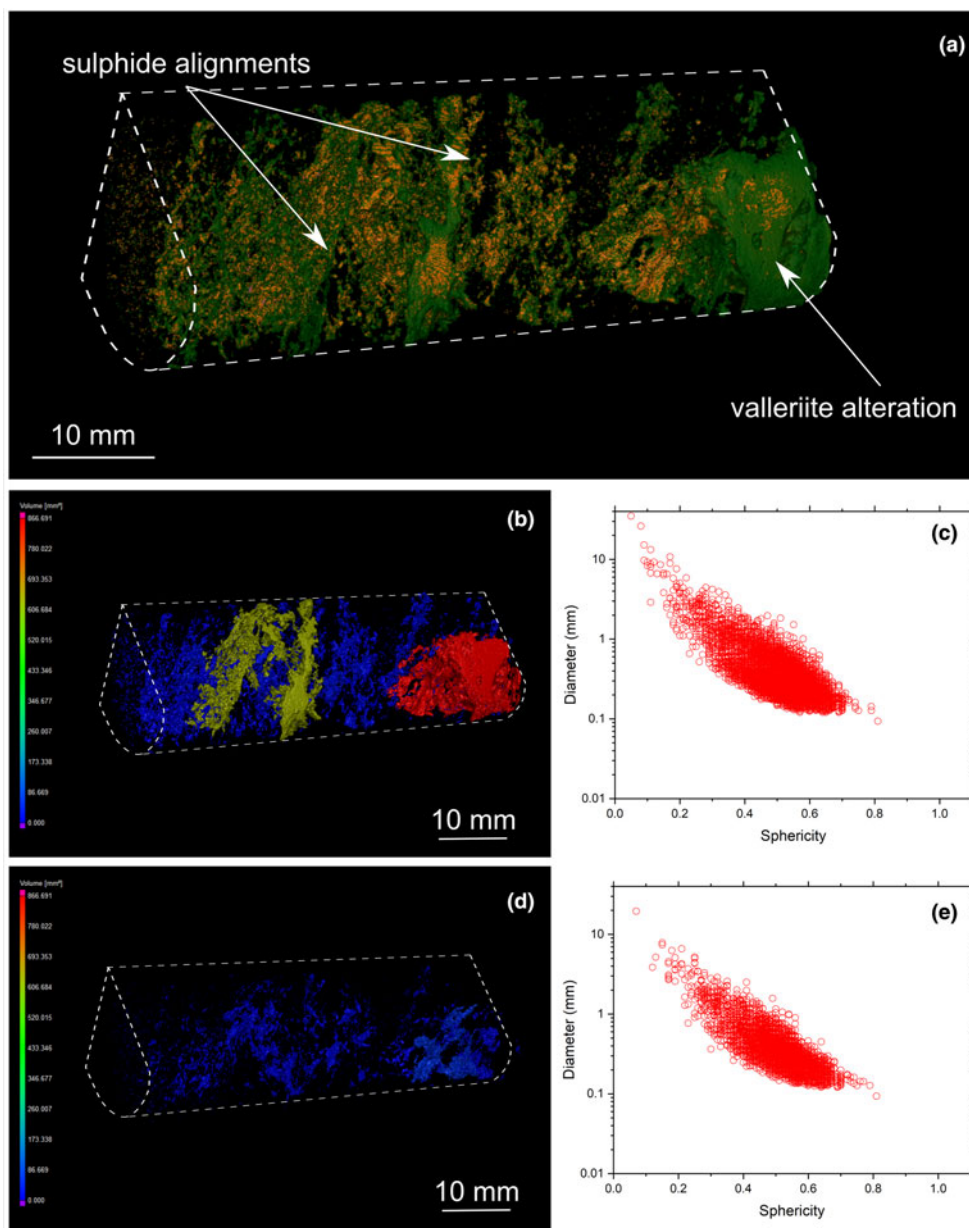 (a)
sulphide alignments
valleriite alteration
10 mm
Volume [mm³]
(b)
866.691
780.022
693.353
606.684
520.015
433.346
346.677
260.007
173.338
86.669
0.000
10 mm
(c)
10
1
0.1
0.01
Diameter (mm)
0.0 0.2 0.4 0.6 0.8 1.0
Sphericity
Volume [mm³]
(d)
866.691
780.022
693.353
606.684
520.015
433.346
346.677
260.007
173.338
86.669
0.000
10 mm
(e)
10
1
0.1
0.01
Diameter (mm)
0.0 0.2 0.4 0.6 0.8 1.0
Sphericity